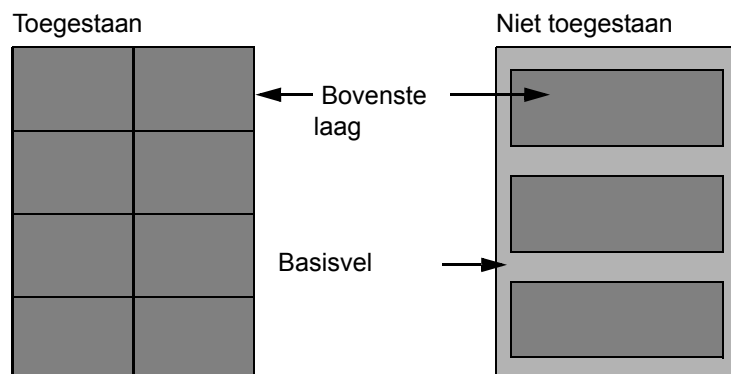 Toegestaan
Niet toegestaan
Bovenste
laag
Basisvel